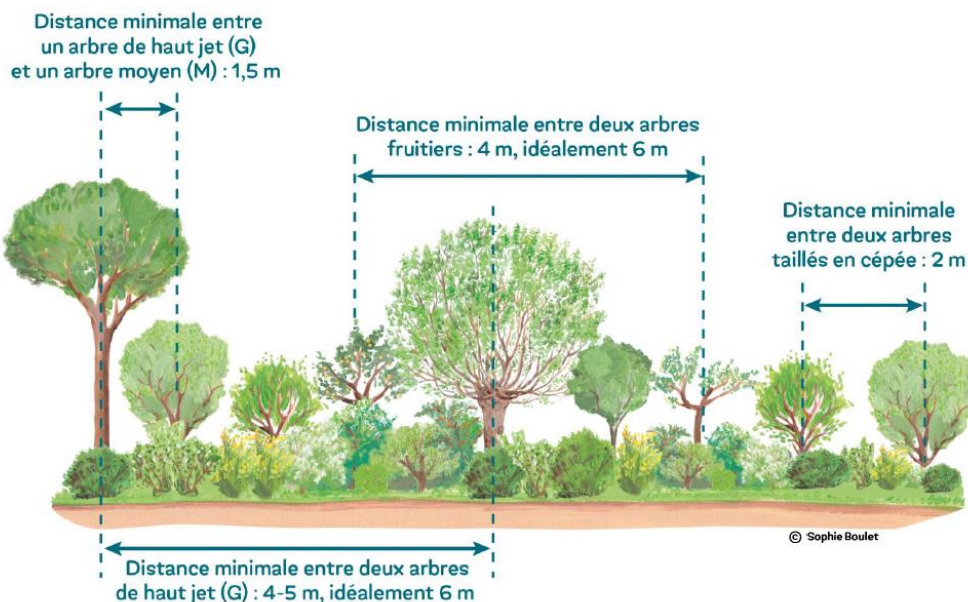 Distance minimale entre
un arbre de haut jet (G)
et un arbre moyen (M) : 1,5 m
Distance minimale entre deux arbres
fruitiers : 4 m, idéalement 6 m
Distance minimale
entre deux arbres
taillés en cépée : 2 m
© Sophie Boulet
Distance minimale entre deux arbres
de haut jet (G) : 4-5 m, idéalement 6 m